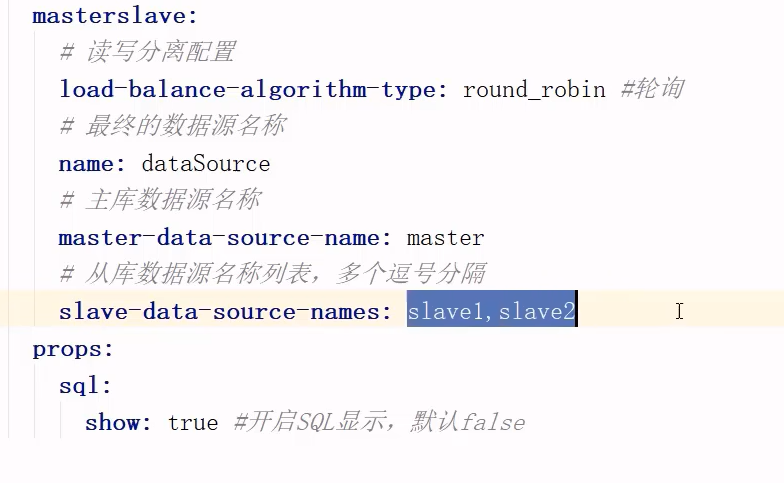 masterslave:
# 读写分离配置
load-balance-algorithm-type: round_robin #轮询
# 最终的数据源名称
name: dataSource
# 主库数据源名称
master-data-source-name: master
# 从库数据源名称列表，多个逗号分隔
slave-data-source-names: slave1,slave2
props:
sql:
show: true #开启SQL显示，默认false